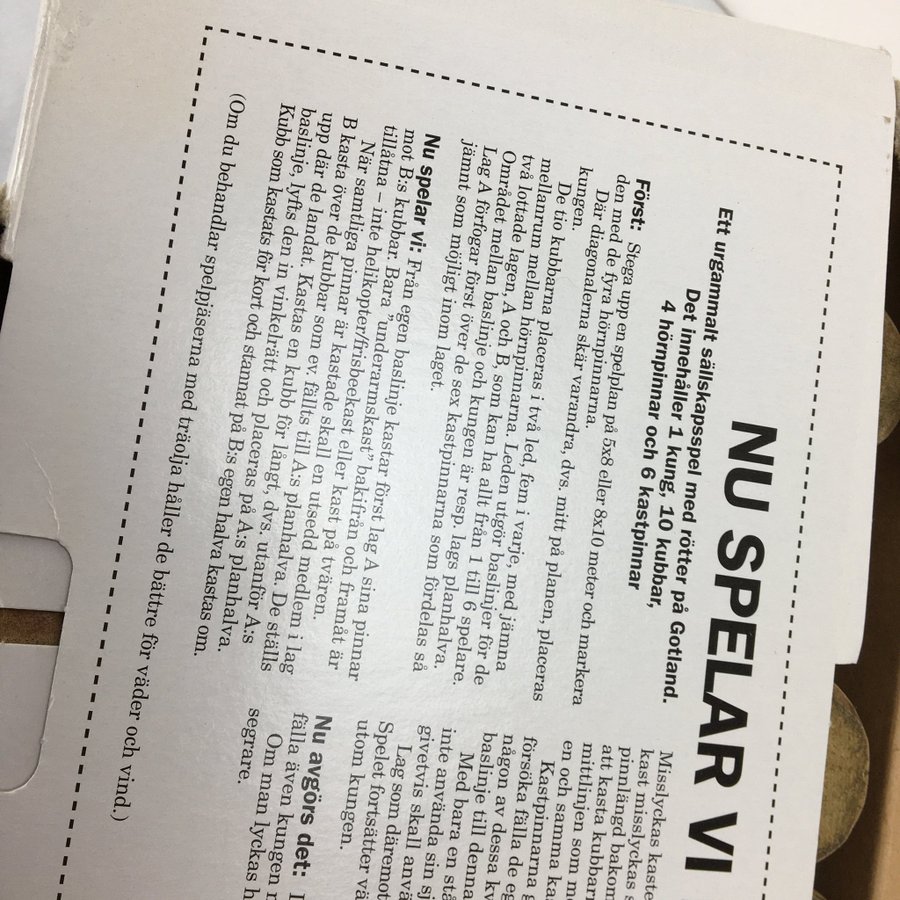 NU SPELAR VI
Ett urgammalt sällskapsspel med rötter på Gotland.
Det innehåller 1 kung, 10 kubbar,
4 hörnpinnar och 6 kastpinnar
Först: Stega upp en spelplan på 5x8 eller 8x10 meter och markera
den med de fyra hörnpinnarna.
Där diagonalerna skär varandra, dvs. mitt på planen, placeras
kungen.
De tio kubbarna placeras i två led, fem i varje, med jämna
mellanrum mellan hörnpinnarna. Leden utgör baslinjer för de
två lottade lagen, A och B, som kan ha allt från 1 till 6 spelare.
Området mellan baslinje och kungen är resp. lags planhalva.
Lag A förfogar först över de sex kastpinnarna som fördelas så
jämnt som möjligt inom laget.
Nu spelar vi: Från egen baslinje kastar först lag A sina pinnar
mot B:s kubbar. Bara "underarmskast" bakifrån och framåt är
tillåtna – inte helikopter/frisbeekast eller kast på tvären.
När samtliga pinnar är kastade skall en utsedd medlem i lag
B kasta över de kubbar som ev. fällts till A:s planhalva. De ställs
upp där de landat. Kastas en kubb för långt, dvs. utanför A:s
baslinje, lyfts den in vinkelrätt och placeras på A:s planhalva.
Kubb som kastats för kort och stannat på B:s egen halva kastas om.
Misslyckas kaste
kast misslyckas s
pinnlängd bakom
att kasta kubbarn
mittlinjen som me
en och samma ka
Kastpinnarna g
försöka fälla de eg
någon av dessa kv
baslinje till denna
Med bara en stå
inte använda sin sj
givetvis skall anvä
Lag som däremot
Spelet fortsätter vä
utom kungen.
Nu avgörs det:
fälla även kungen
Om man lyckas h
segrare.
(Om du behandlar spelpjäserna med träolja håller de bättre för väder och vind.)